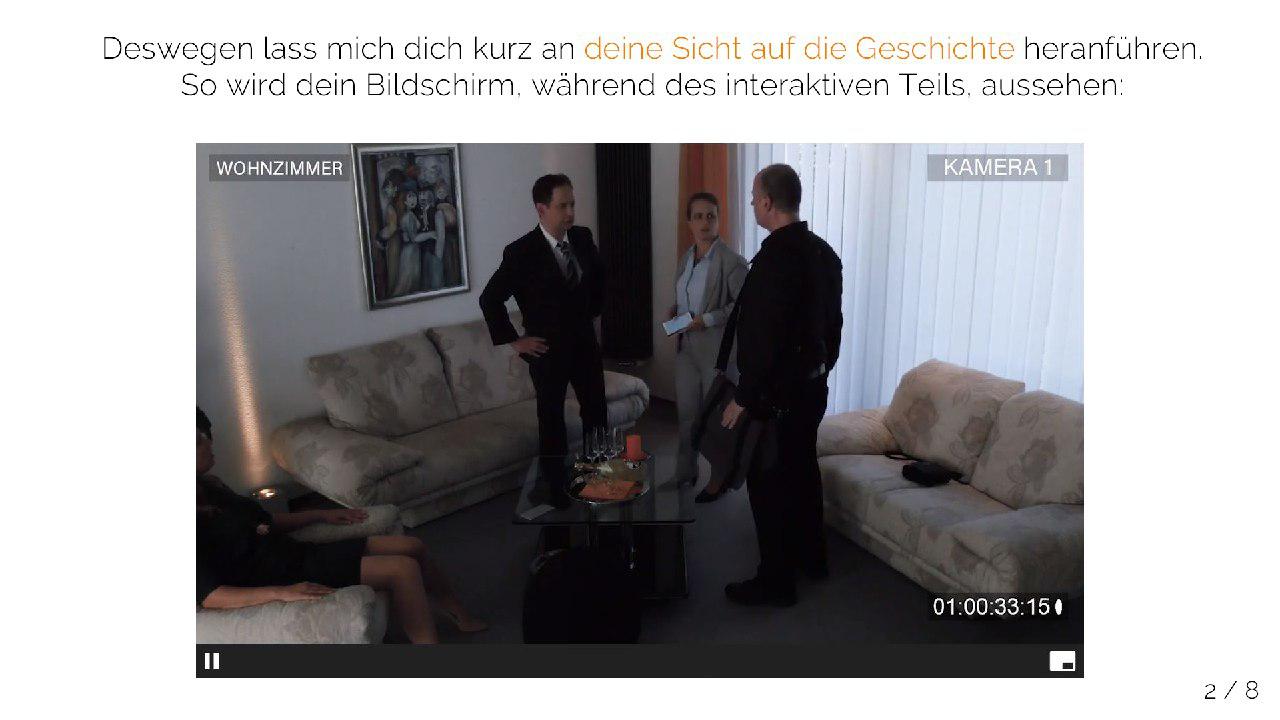 Deswegen lass mich dich kurz an deine Sicht auf die Geschichte heranführen.
So wird dein Bildschirm, während des interaktiven Teils, aussehen:
WOHNZIMMER
KAMERA 1
01:00:33:15
2 / 8